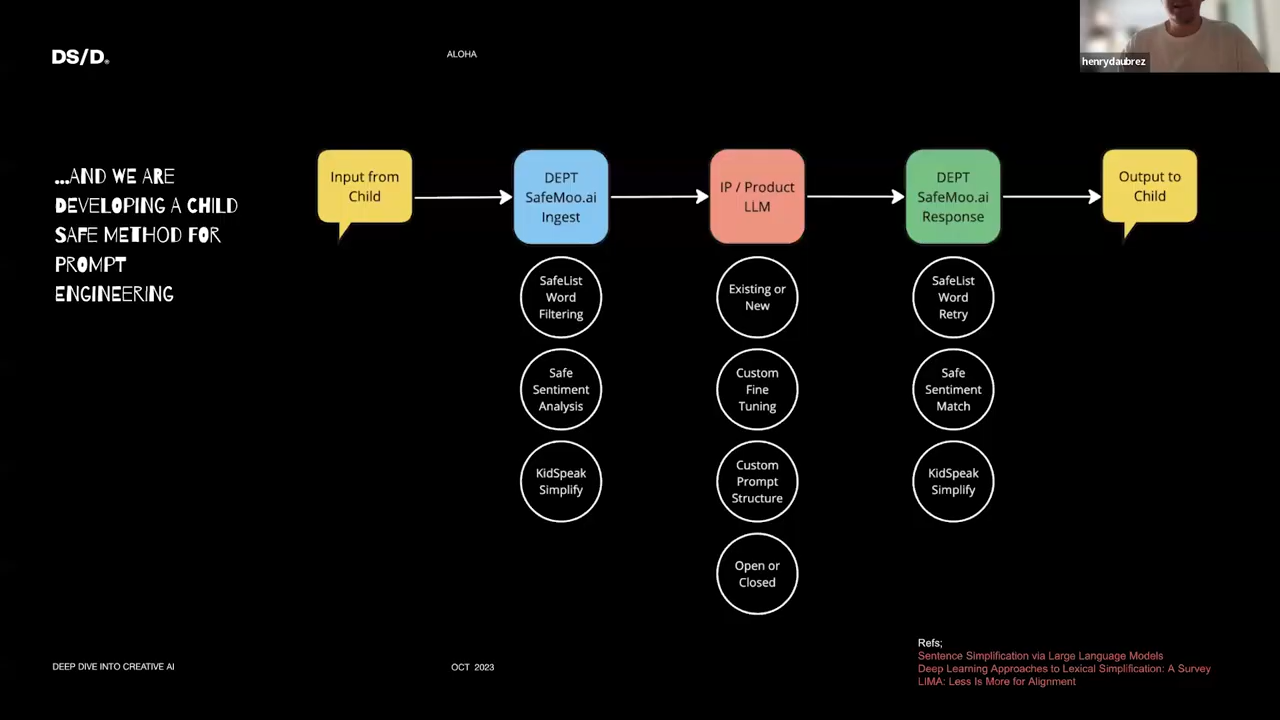 DS/D®
ALOHA
henrydaubrez
...AND WE ARE
DEVELOPING A CHILD
SAFE METHOD FOR
PROMPT
ENGINEERING
Input from
Child
DEPT
SafeMoo.ai
Ingest
IP / Product
LLM
DEPT
SafeMoo.ai
Response
Output to
Child
SafeList
Word
Filtering
Safe
Sentiment
Analysis
KidSpeak
Simplify
Existing or
New
Custom
Fine
Tuning
Custom
Prompt
Structure
Open or
Closed
SafeList
Word
Retry
Safe
Sentiment
Match
KidSpeak
Simplify
Refs;
Sentence Simplification via Large Language Models
Deep Learning Approaches to Lexical Simplification: A Survey
LIMA: Less Is More for Alignment
DEEP DIVE INTO CREATIVE AI
OCT 2023